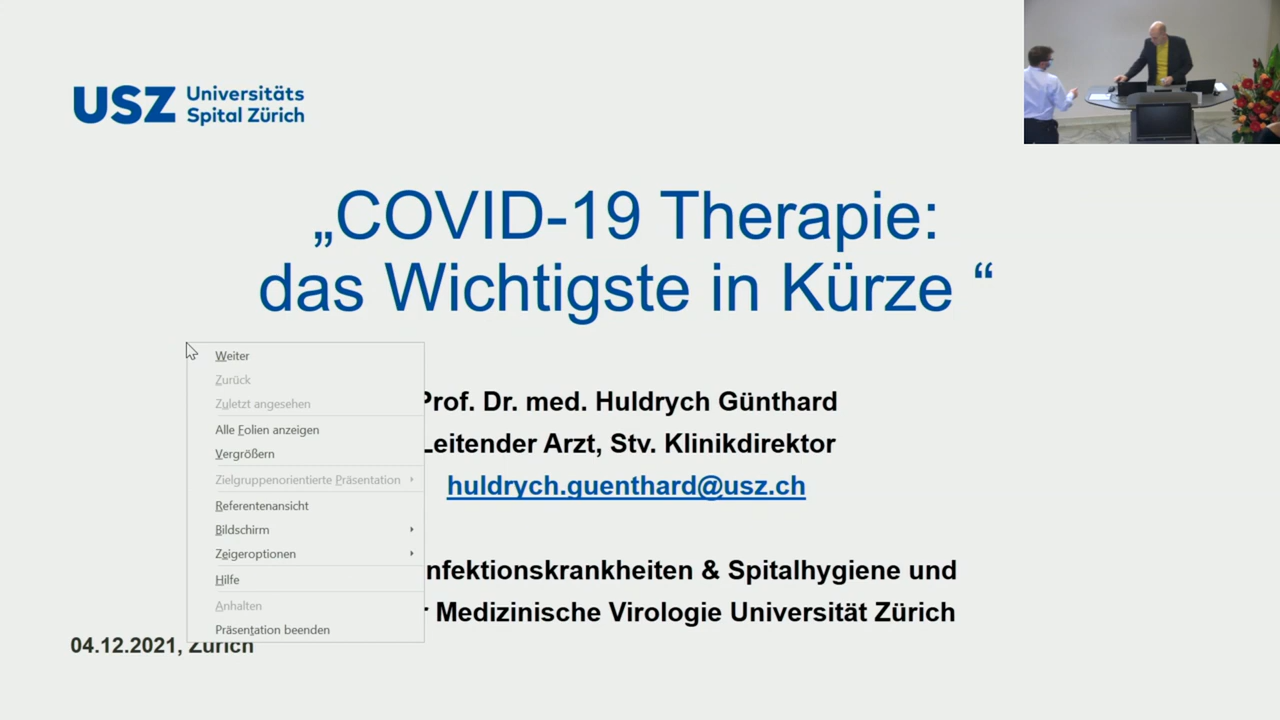 USZ Universitäts
Spital Zürich
„COVID-19 Therapie:
das Wichtigste in Kürze “
Prof. Dr. med. Huldrych Günthard
Leitender Arzt, Stv. Klinikdirektor
huldrych.guenthard@usz.ch
nfektionskrankheiten & Spitalhygiene und
r Medizinische Virologie Universität Zürich
04.12.2021, Zürich
Weiter
Zurück
Zuletzt angesehen
Alle Folien anzeigen
Vergrößern
Zielgruppenorientierte Präsentation
Referentenansicht
Bildschirm
Zeigeroptionen
Hilfe
Anhalten
Präsentation beenden